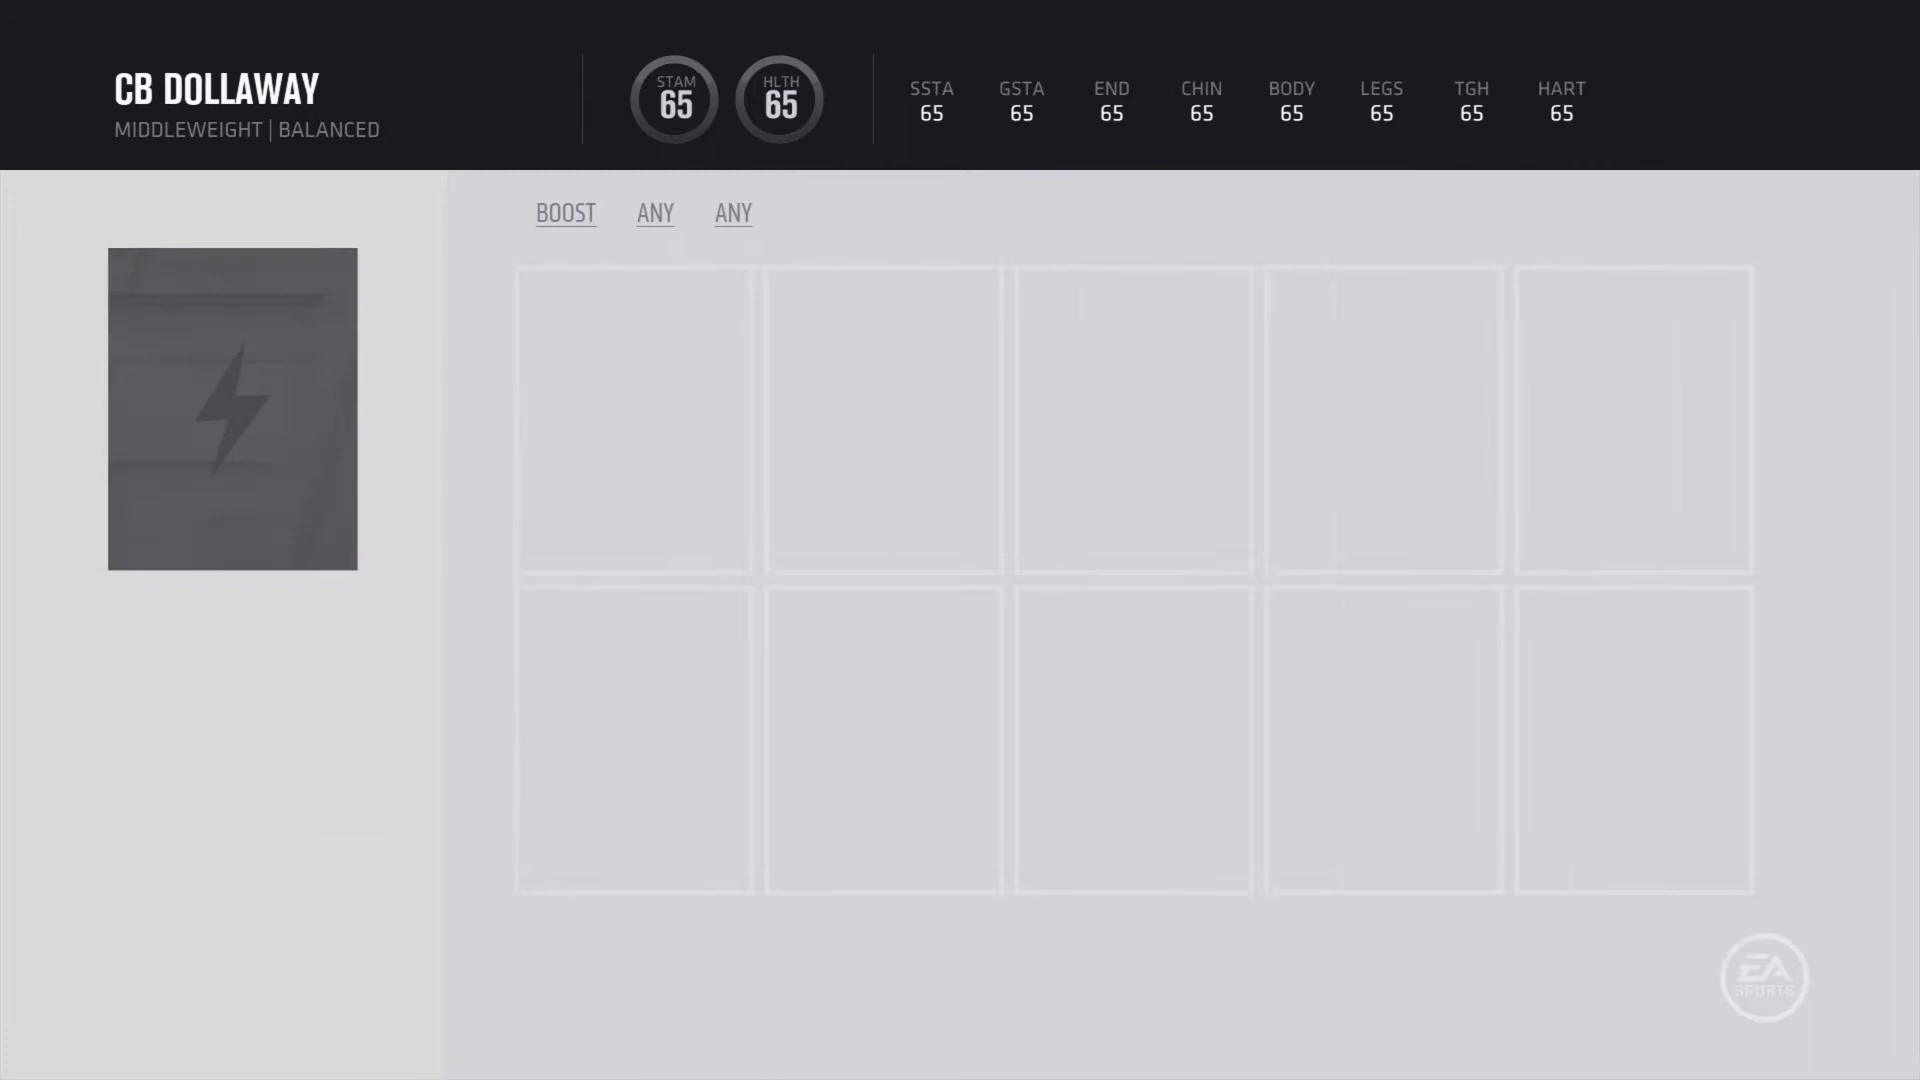 CB DOLLAWAY
MIDDLEWEIGHT | BALANCED
STAM
65
HLTH
65
SSTA GSTA END CHIN BODY LEGS TGH HART
65 65 65 65 65 65 65 65
BOOST ANY ANY
EA
SPORTS